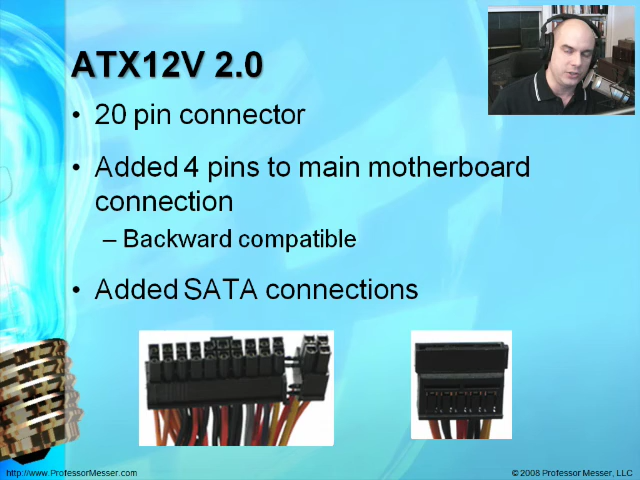 ATX12V 2.0
• 20 pin connector
• Added 4 pins to main motherboard
connection
– Backward compatible
• Added SATA connections
http://www.ProfessorMesser.com
© 2008 Professor Messer, LLC